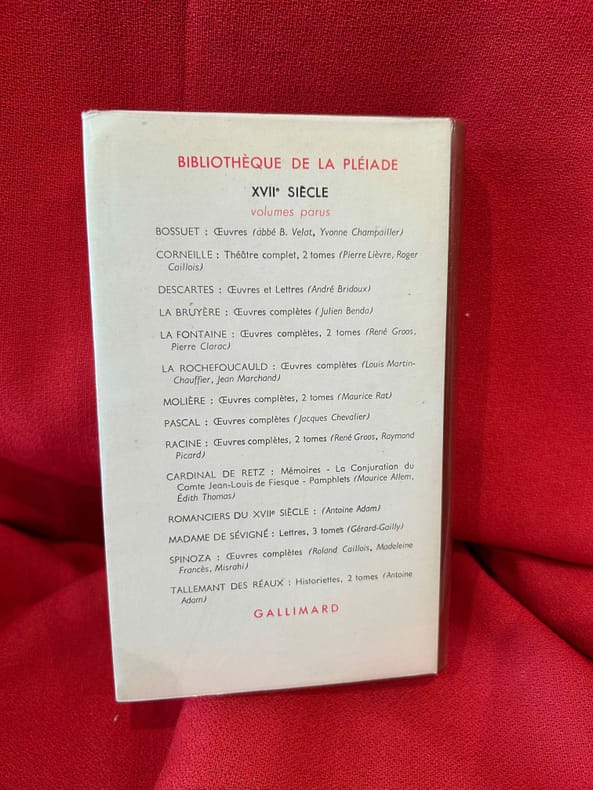 BIBLIOTHÈQUE DE LA PLÉIADE
XVIIe SIÈCLE
volumes parus
BOSSUET : Œuvres (abbé B. Velat, Yvonne Champailler)
CORNEILLE : Théâtre complet, 2 tomes (Pierre Lièvre, Roger
Caillois)
DESCARTES : Œuvres et Lettres (André Bridoux)
LA BRUYÈRE : Œuvres complètes (Julien Benda)
LA FONTAINE : Œuvres complètes, 2 tomes (René Groos,
Pierre Clarac)
LA ROCHEFOUCAULD : Œuvres complètes (Louis Martin-
Chauffier, Jean Marchand)
MOLIÈRE : Œuvres complètes, 2 tomes (Maurice Rat)
PASCAL : Œuvres complètes (Jacques Chevalier)
RACINE : Œuvres complètes, 2 tomes (René Groos, Raymond
Picard)
CARDINAL DE RETZ : Mémoires - La Conjuration du
Comte Jean-Louis de Fiesque - Pamphlets (Maurice Allem,
Édith Thomas)
ROMANCIERS DU XVIIe SIÈCLE : (Antoine Adam)
MADAME DE SÉVIGNÉ : Lettres, 3 tomes (Gérard-Gailly)
SPINOZA : Œuvres complètes (Roland Caillois, Madeleine
Francès, Misrahi)
TALLEMANT DES RÉAUX : Historiettes, 2 tomes (Antoine
Adam)
GALLIMARD